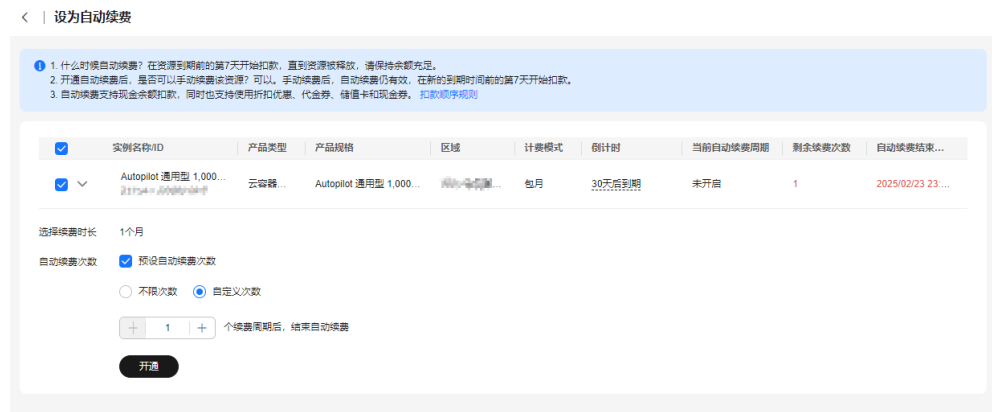 设为自动续费
1. 什么时候自动续费？在资源到期前的第7天开始扣款，直到资源被释放，请保持余额充足。
2. 开通自动续费后，是否可以手动续费该资源？可以。手动续费后，自动续费仍有效，在新的到期时间前的第7天开始扣款。
3. 自动续费支持现金余额扣款，同时也支持使用折扣优惠、代金券、储值卡和现金券。 扣款顺序规则
实例名称/ID 产品类型 产品规格 区域 计费模式 倒计时 当前自动续费周期 剩余续费次数 自动续费结束...
Autopilot 通用型 1,000...
云容器... Autopilot 通用型 1,000... 包月 30天后到期 未开启 1 2025/02/23 23:...
选择续费时长 1个月
自动续费次数 预设自动续费次数
不限次数 自定义次数
1 个续费周期后，结束自动续费
开通